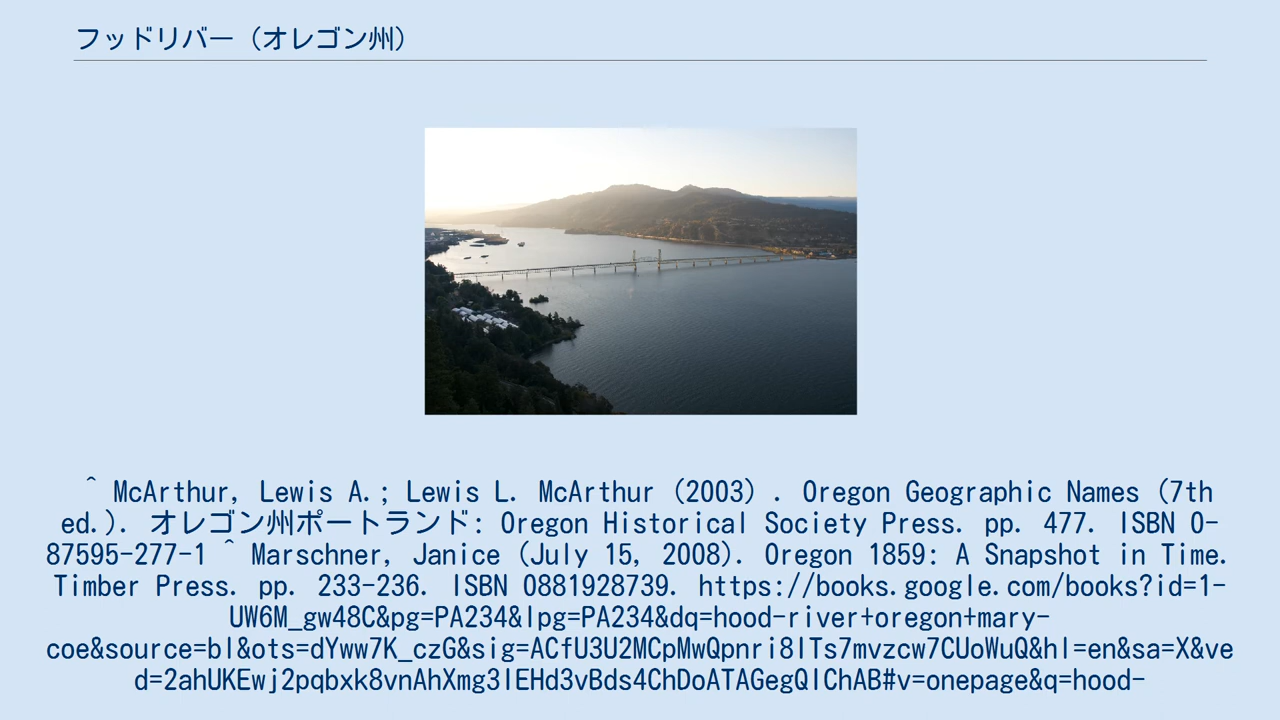 フッドリバー（オレゴン州）
^ McArthur, Lewis A.; Lewis L. McArthur (2003) . Oregon Geographic Names (7th
ed.). オレゴン州ポートランド: Oregon Historical Society Press. pp. 477. ISBN 0-
87595-277-1 ^ Marschner, Janice (July 15, 2008). Oregon 1859: A Snapshot in Time.
Timber Press. pp. 233-236. ISBN 0881928739. https://books.google.com/books?id=1-
UW6M_gw48C&pg=PA234&lpg=PA234&dq=hood-river+oregon+mary-
coe&source=bl&ots=dYww7K_czG&sig=ACfU3U2MCpMwQpnri8ITs7mvzcw7CUoWuQ&hl=en&sa=X&ve
d=2ahUKEwj2pqbxk8vnAhXmg3IEHd3vBds4ChDoATAGegQIChAB#v=onepage&q=hood-